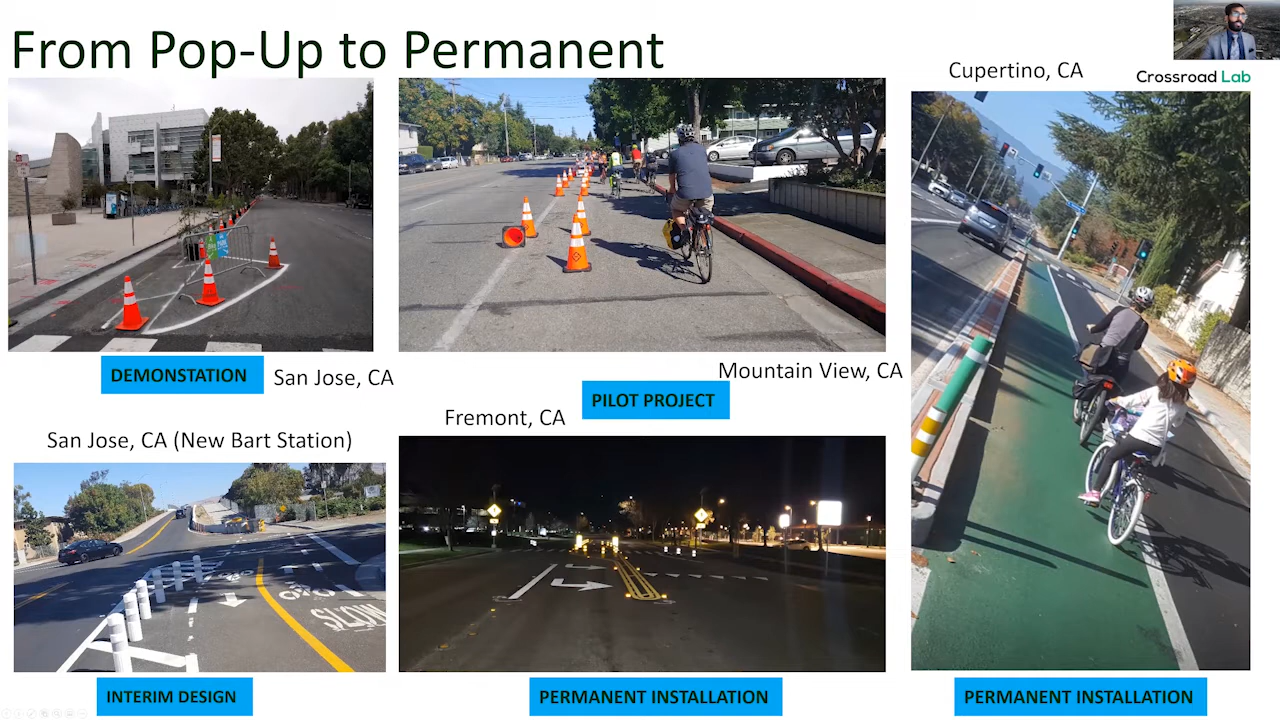 From Pop-Up to Permanent
Crossroad Lab
DEMONSTATION
San Jose, CA
Mountain View, CA
PILOT PROJECT
Cupertino, CA
San Jose, CA (New Bart Station)
INTERIM DESIGN
SLOW
Fremont, CA
PERMANENT INSTALLATION
PERMANENT INSTALLATION